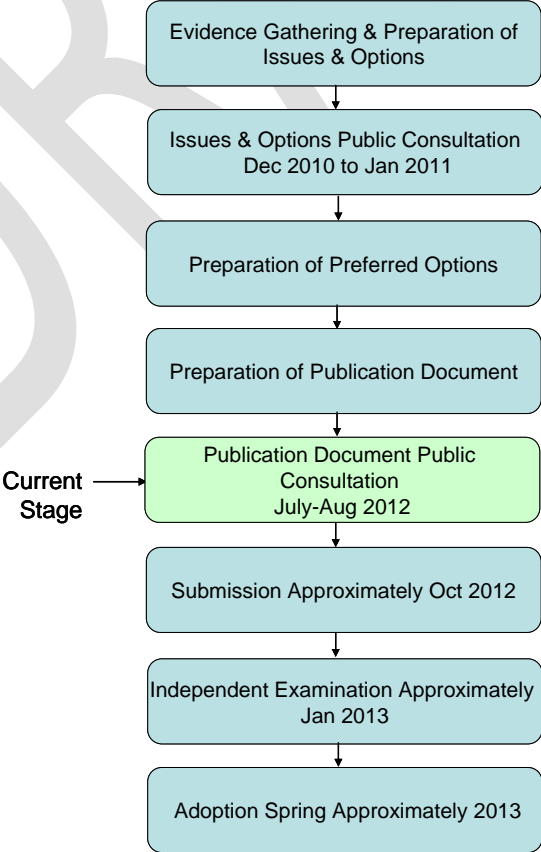 Evidence Gathering & Preparation of
Issues & Options
Issues & Options Public Consultation
Dec 2010 to Jan 2011
Preparation of Preferred Options
Preparation of Publication Document
Current
Stage
Publication Document Public
Consultation
July-Aug 2012
Submission Approximately Oct 2012
Independent Examination Approximately
Jan 2013
Adoption Spring Approximately 2013